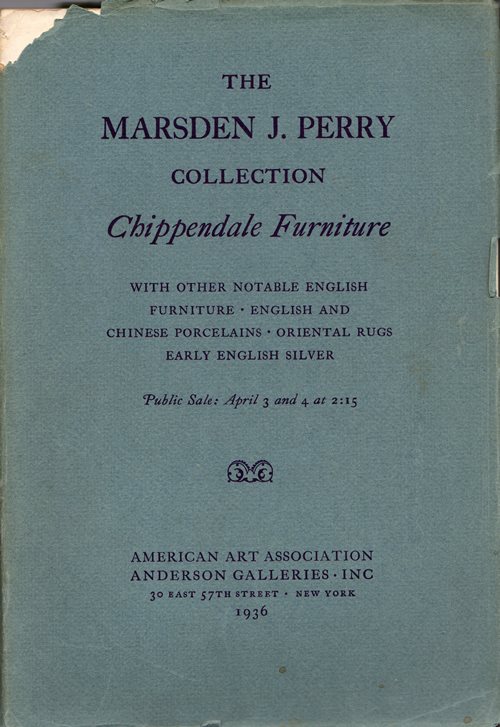 THE
MARSDEN J. PERRY
COLLECTION
Chippendale Furniture
WITH OTHER NOTABLE ENGLISH
FURNITURE · ENGLISH AND
CHINESE PORCELAINS · ORIENTAL RUGS
EARLY ENGLISH SILVER
Public Sale: April 3 and 4 at 2:15
AMERICAN ART ASSOCIATION
ANDERSON GALLERIES · INC
30 EAST 57TH STREET · NEW YORK
1936